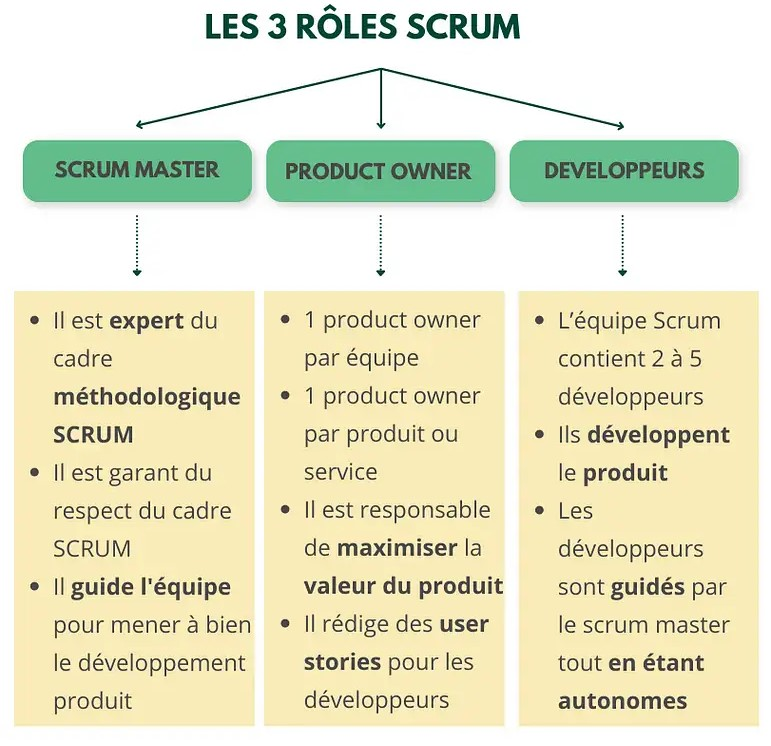 LES 3 RÔLES SCRUM
SCRUM MASTER
PRODUCT OWNER
DEVELOPPEURS
• Il est expert du
cadre
méthodologique
SCRUM
• Il est garant du
respect du cadre
SCRUM
• Il guide l'équipe
pour mener à bien
le développement
produit
• 1 product owner
par équipe
• 1 product owner
par produit ou
service
• Il est responsable
de maximiser la
valeur du produit
• Il rédige des user
stories pour les
développeurs
• L’équipe Scrum
contient 2 à 5
développeurs
• Ils développent
le produit
• Les
développeurs
sont guidés par
le scrum master
tout en étant
autonomes